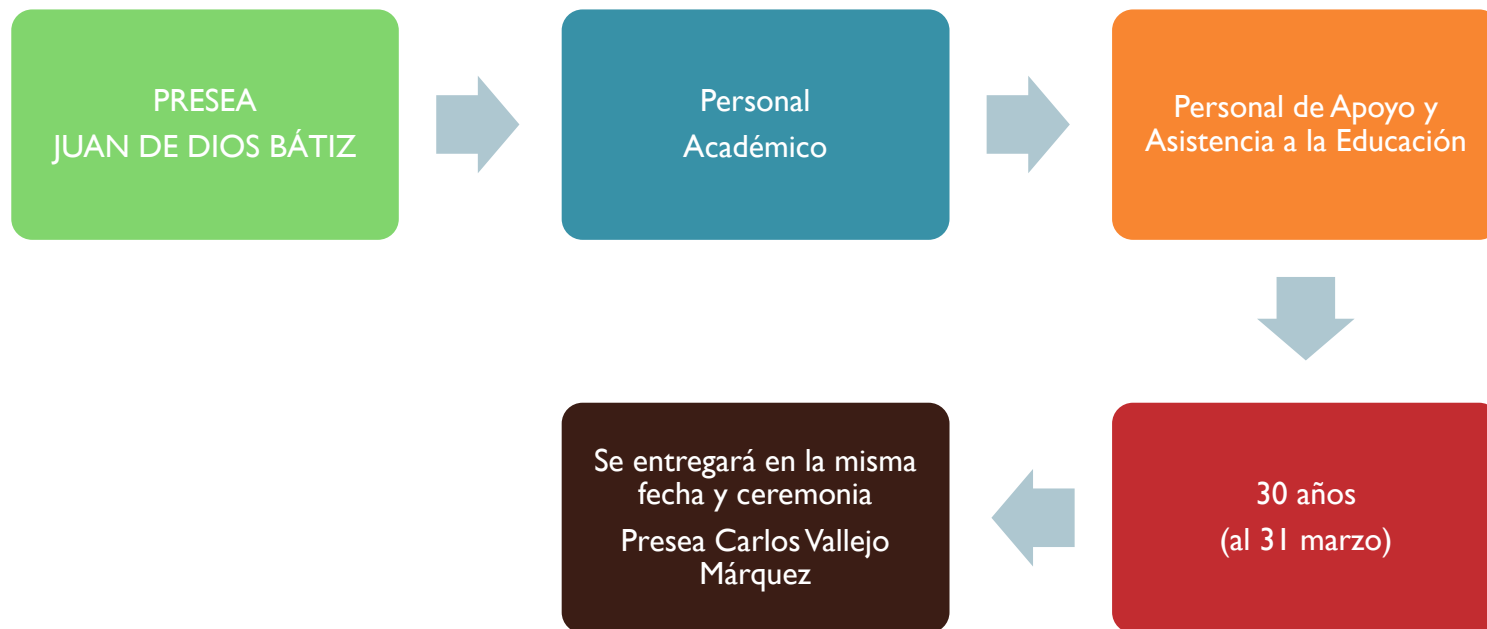 PRESEA
JUAN DE DIOS BÁTIZ
Personal
Académico
Personal de Apoyo y
Asistencia a la Educación
30 años
(al 31 marzo)
Se entregará en la misma
fecha y ceremonia
Presea Carlos Vallejo
Márquez